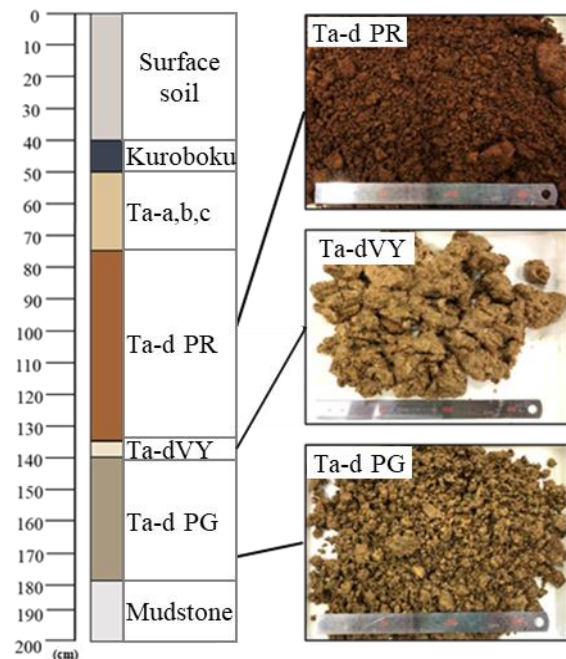 0
10
20
30
40
50
60
70
80
90
100
110
120
130
140
150
160
170
180
190
200
(cm)
Surface
soil
Kuroboku
Ta-a,b,c
Ta-d PR
Ta-dVY
Ta-d PG
Mudstone
Ta-d PR
Ta-dVY
Ta-d PG